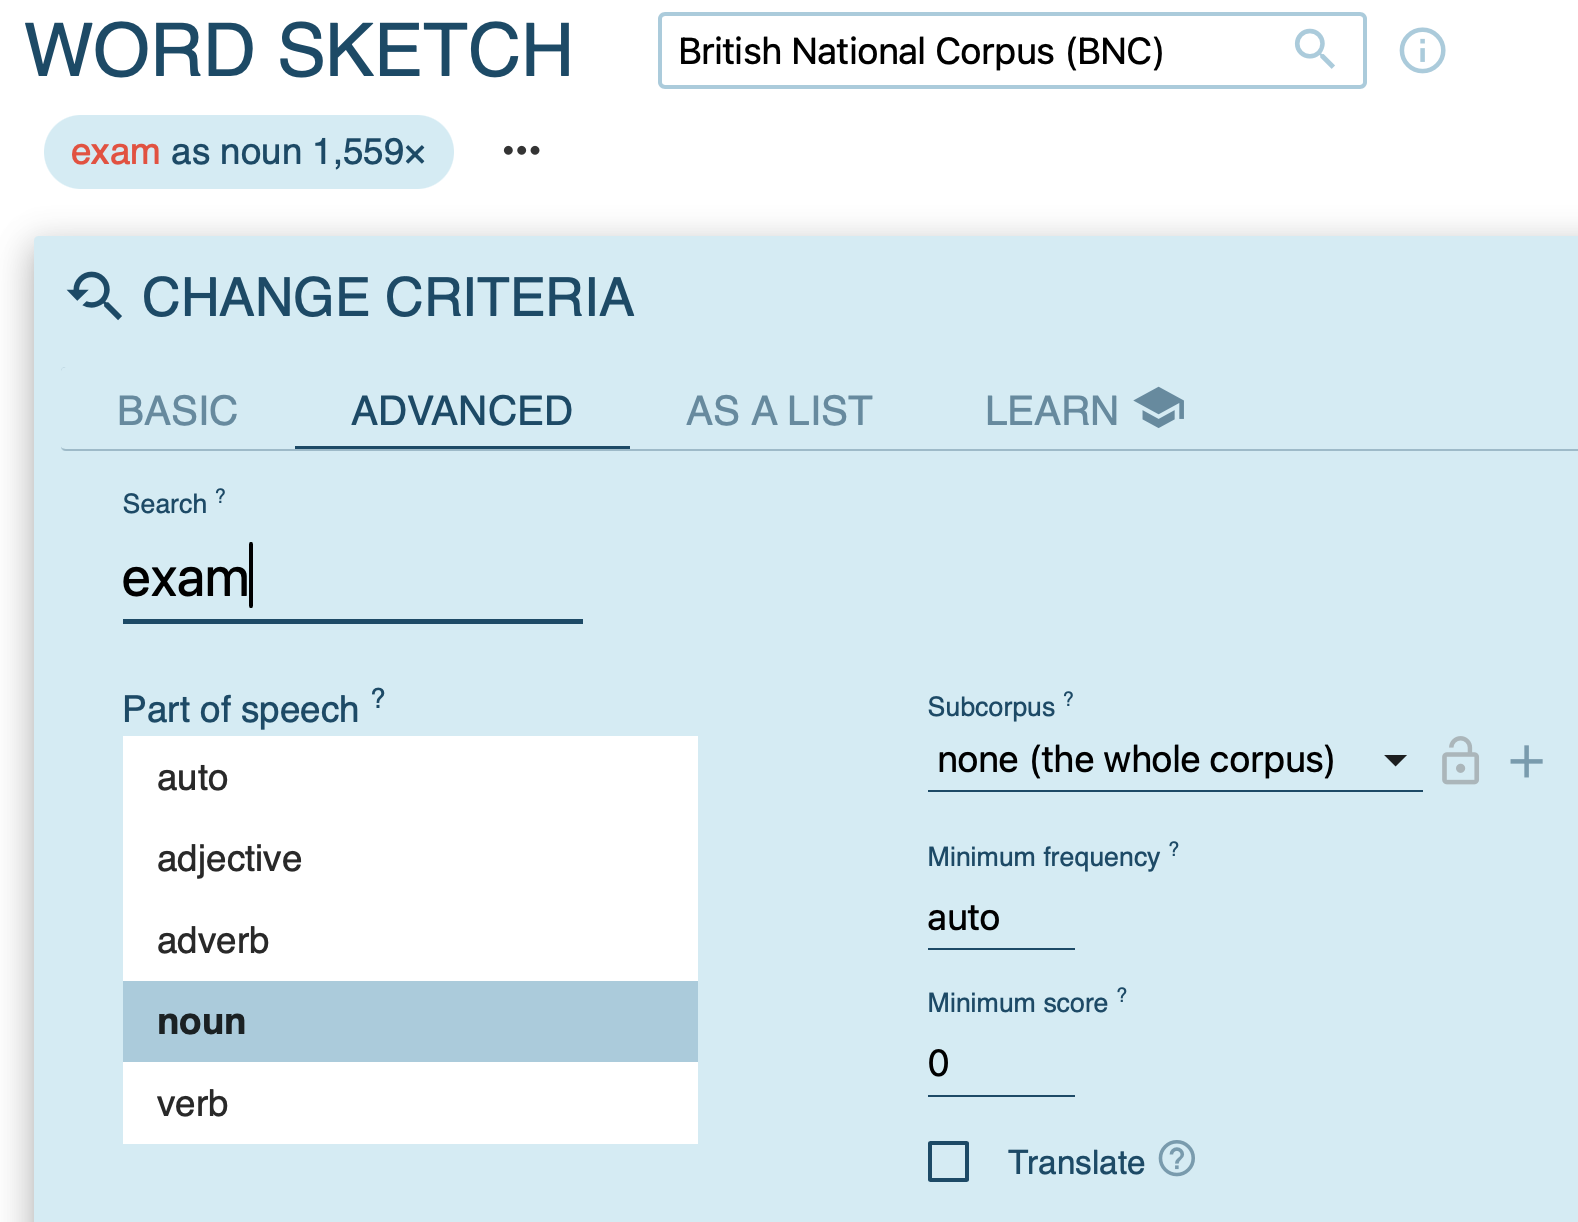 WORD SKETCH
British National Corpus (BNC)
exam as noun 1,559×
CHANGE CRITERIA
BASIC ADVANCED AS A LIST LEARN
Search ?
exam
Part of speech ?
auto
adjective
adverb
noun
verb
Subcorpus ?
none (the whole corpus)
Minimum frequency ?
auto
Minimum score ?
0
Translate ?